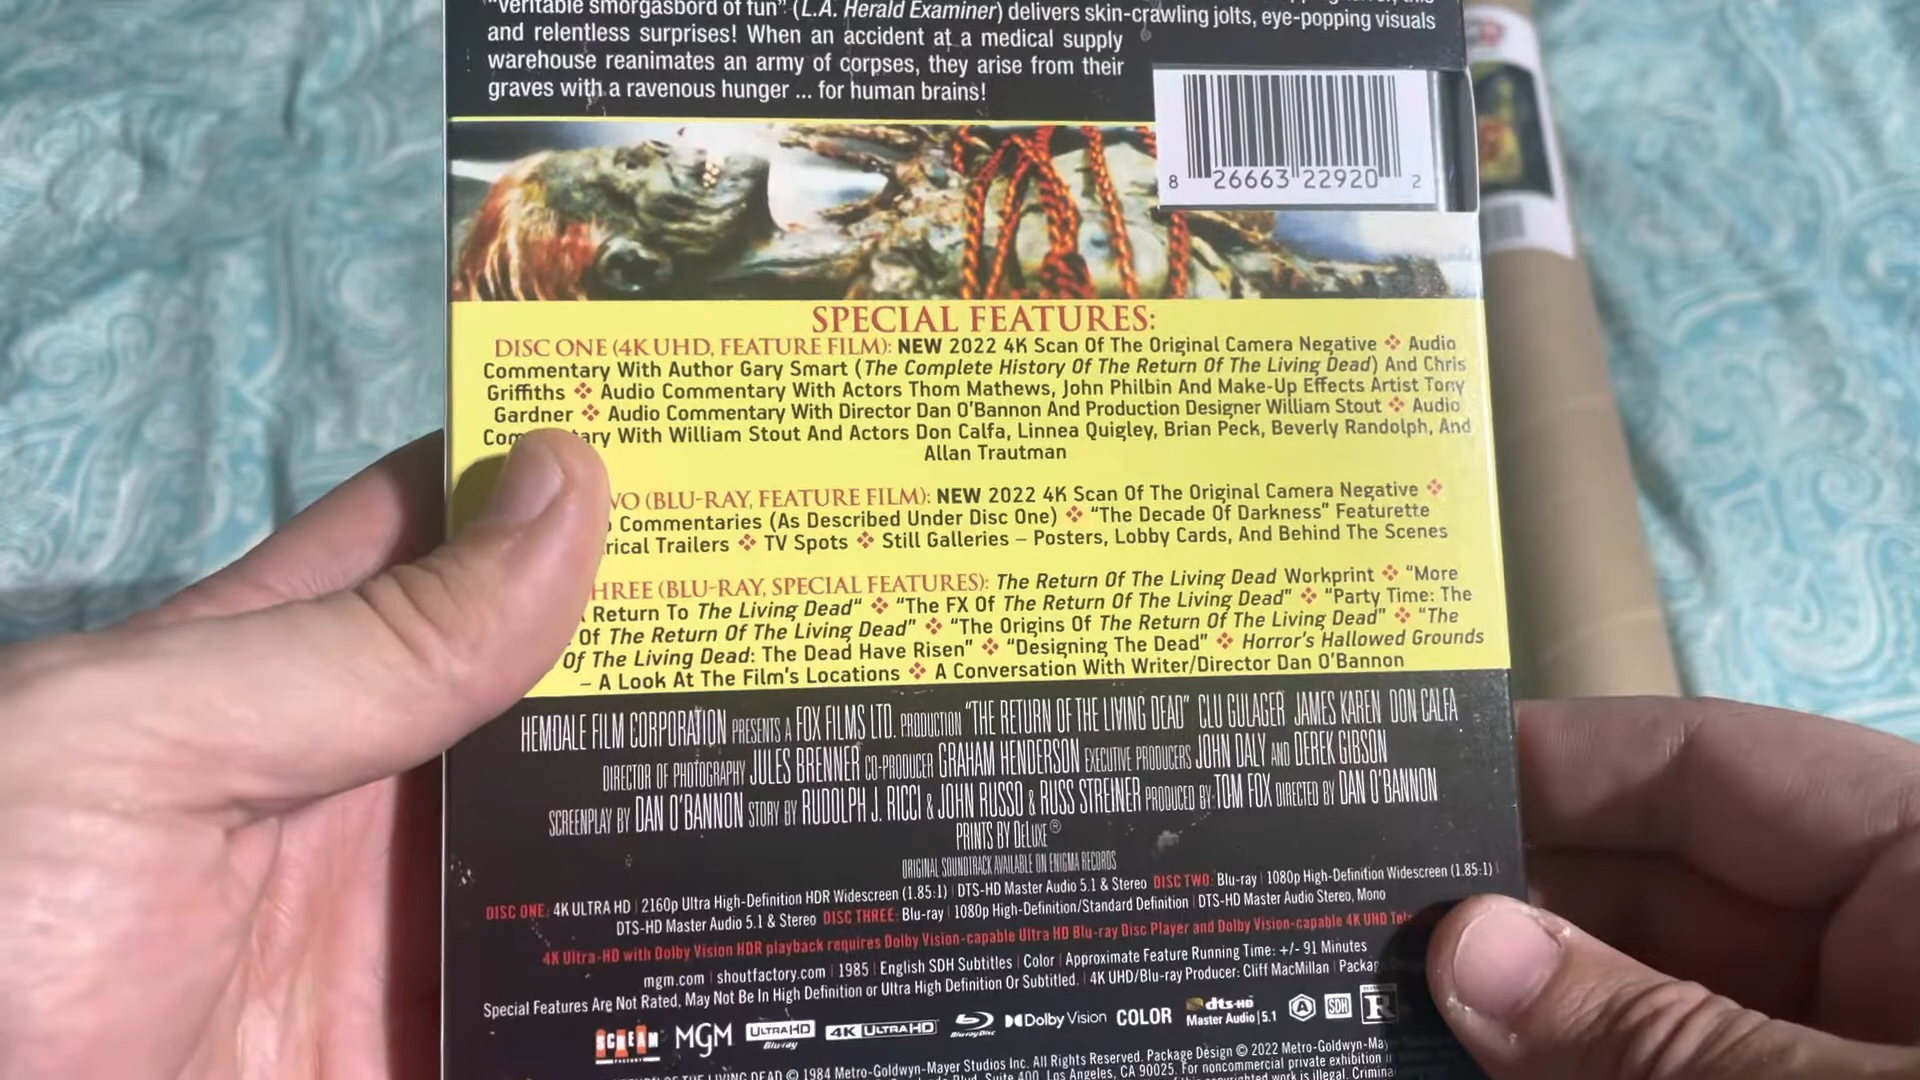 "veritable smorgasbord of fun" (L.A. Herald Examiner) delivers skin-crawling jolts, eye-popping visuals
and relentless surprises! When an accident at a medical supply
warehouse reanimates an army of corpses, they arise from their
graves with a ravenous hunger ... for human brains!
8 26663 22920 2
SPECIAL FEATURES:
DISC ONE (4K UHD, FEATURE FILM): NEW 2022 4K Scan Of The Original Camera Negative ❖ Audio
Commentary With Author Gary Smart (The Complete History Of The Return Of The Living Dead) And Chris
Griffiths ❖ Audio Commentary With Actors Thom Mathews, John Philbin And Make-Up Effects Artist Tony
Gardner ❖ Audio Commentary With Director Dan O'Bannon And Production Designer William Stout ❖ Audio
Com tary With William Stout And Actors Don Calfa, Linnea Quigley, Brian Peck, Beverly Randolph, And
Allan Trautman
WO (BLU-RAY, FEATURE FILM): NEW 2022 4K Scan Of The Original Camera Negative ❖
Commentaries (As Described Under Disc One) ❖ "The Decade Of Darkness" Featurette
rical Trailers ❖ TV Spots ❖ Still Galleries – Posters, Lobby Cards, And Behind The Scenes
HREE (BLU-RAY, SPECIAL FEATURES): The Return Of The Living Dead Workprint ❖ "More
Return To The Living Dead" ❖ "The FX Of The Return Of The Living Dead" ❖ "Party Time: The
Of The Return Of The Living Dead" ❖ "The Origins Of The Return Of The Living Dead" ❖ "The
Of The Living Dead: The Dead Have Risen" ❖ "Designing The Dead" ❖ Horror's Hallowed Grounds
– A Look At The Film's Locations ❖ A Conversation With Writer/Director Dan O'Bannon
HEMDALE FILM CORPORATION PRESENTS A FOX FILMS LTD. PRODUCTION "THE RETURN OF THE LIVING DEAD" CLU GULAGER JAMES KAREN DON CALFA
DIRECTOR OF PHOTOGRAPHY JULES BRENNER CO-PRODUCER GRAHAM HENDERSON EXECUTIVE PRODUCERS JOHN DALY AND DEREK GIBSON
SCREENPLAY BY DAN O'BANNON STORY BY RUDOLPH J. RICCI & JOHN RUSSO & RUSS STREINER PRODUCED BY TOM FOX DIRECTED BY DAN O'BANNON
PRINTS BY DELUXE®
ORIGINAL SOUNDTRACK AVAILABLE ON ENIGMA RECORDS
DISC ONE: 4K ULTRA HD | 2160p Ultra High-Definition HDR Widescreen (1.85:1) | DTS-HD Master Audio 5.1 & Stereo DISC TWO: Blu-ray | 1080p High-Definition Widescreen (1.85:1) |
DTS-HD Master Audio 5.1 & Stereo DISC THREE: Blu-ray | 1080p High-Definition/Standard Definition | DTS-HD Master Audio Stereo, Mono
4K Ultra-HD with Dolby Vision HDR playback requires Dolby Vision-capable Ultra HD Blu-ray Disc Player and Dolby Vision-capable 4K UHD Tel
mgm.com | shoutfactory.com | 1985 | English SDH Subtitles | Color | Approximate Feature Running Time: +/- 91 Minutes
Special Features Are Not Rated, May Not Be In High Definition or Ultra High Definition Or Subtitled. | 4K UHD/Blu-ray Producer: Cliff MacMillan | Packag
SCREAM FACTORY MGM ULTRA HD Blu-ray 4K ULTRA HD Blu-ray Disc Dolby Vision COLOR dts-HD Master Audio | 5.1 A SDH R
THE LIVING DEAD © 1984 Metro-Goldwyn-Mayer Studios Inc. All Rights Reserved. Package Design © 2022 Metro-Goldwyn-May
Blvd., Suite 400, Los Angeles, CA 90025. For noncommercial private exhibition
copyrighted work is illegal. Crimina